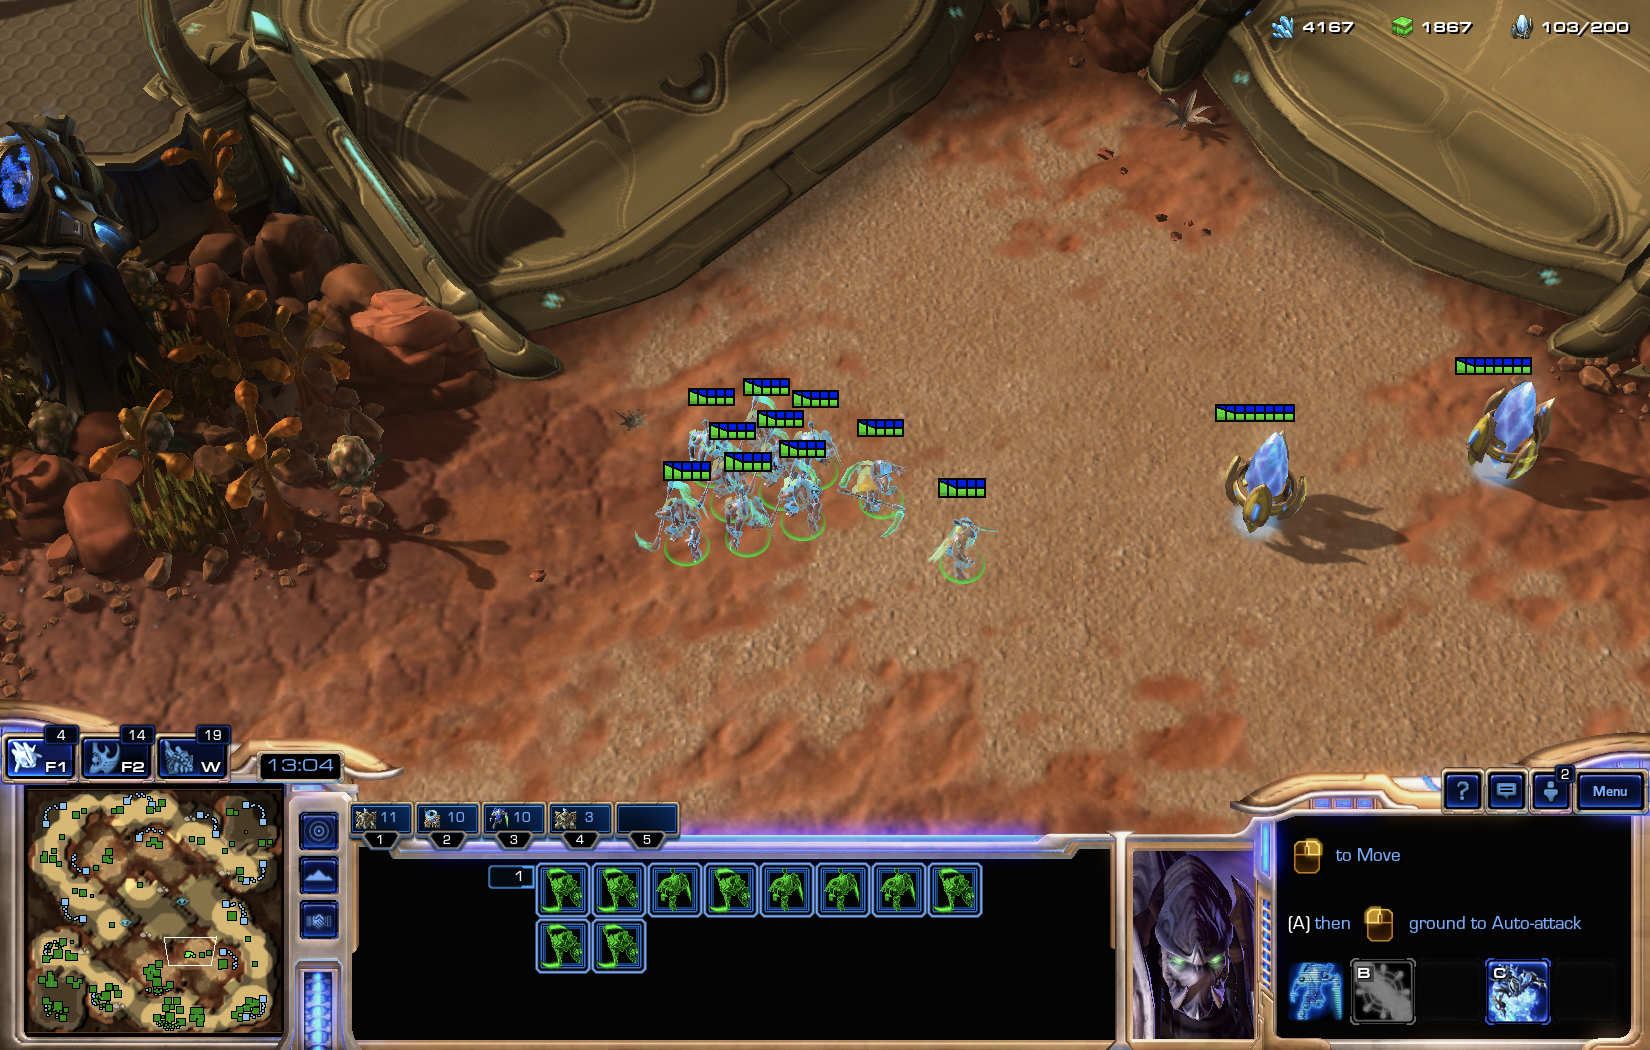 4167 1867 103/200
4 14 19
F1 F2 W
13:04
2
? Menu
11 10 10 3
1 2 3 4 5
1
to Move
(A) then ground to Auto-attack
B C